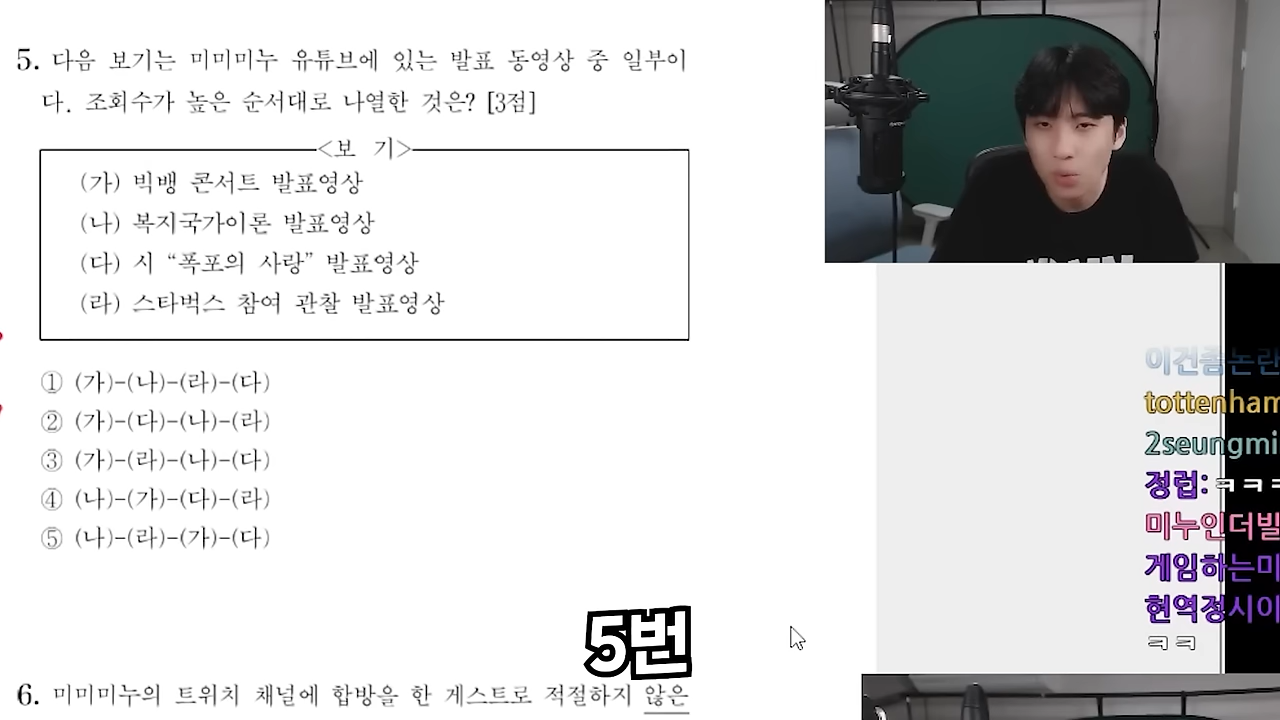 5. 다음 보기는 미미미누 유튜브에 있는 발표 동영상 중 일부이
다. 조회수가 높은 순서대로 나열한 것은? [3점]
<보 기>
(가) 빅뱅 콘서트 발표영상
(나) 복지국가이론 발표영상
(다) 시 “폭포의 사랑” 발표영상
(라) 스타벅스 참여 관찰 발표영상
① (가)-(나)-(라)-(다)
② (가)-(다)-(나)-(라)
③ (가)-(라)-(나)-(다)
④ (나)-(가)-(다)-(라)
⑤ (나)-(라)-(가)-(다)
5번
6. 미미미누의 트위치 채널에 합방을 한 게스트로 적절하지 않은
이건좀논란
tottenham
2seungmi
정럽: ㅋㅋㅋ
미누인더빌
게임하는미
현역정시이
ㅋㅋ